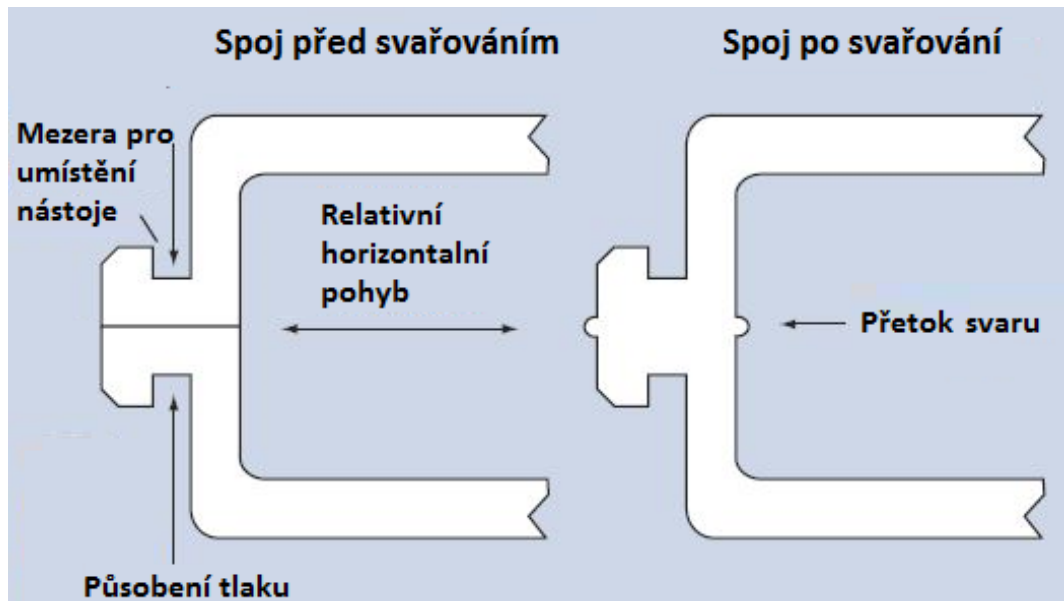 Spoj před svařováním
Spoj po svařování
Mezera pro
umístění
nástoje
Relativní
horizontalní
pohyb
Přetok svaru
Působení tlaku